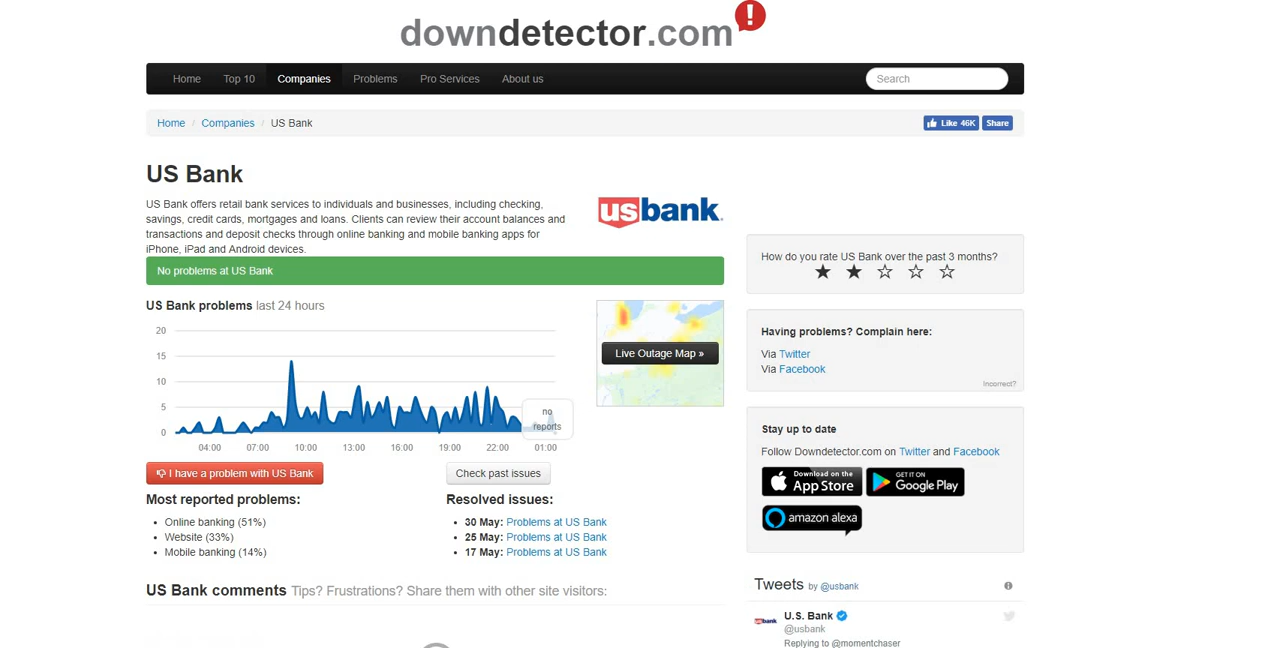 downdetector.com
!
Home Top 10 Companies Problems Pro Services About us Search
Home / Companies / US Bank
Like 46K Share
US Bank
US Bank offers retail bank services to individuals and businesses, including checking,
savings, credit cards, mortgages and loans. Clients can review their account balances and
transactions and deposit checks through online banking and mobile banking apps for
iPhone, iPad and Android devices.
usbank.
No problems at US Bank
How do you rate US Bank over the past 3 months?
US Bank problems last 24 hours
20
15
10
5
0
no
reports
04:00 07:00 10:00 13:00 16:00 19:00 22:00 01:00
Live Outage Map »
Having problems? Complain here:
Via Twitter
Via Facebook
Incorrect?
I have a problem with US Bank
Check past issues
Most reported problems:
Online banking (51%)
Website (33%)
Mobile banking (14%)
Resolved issues:
30 May: Problems at US Bank
25 May: Problems at US Bank
17 May: Problems at US Bank
Stay up to date
Follow Downdetector.com on Twitter and Facebook
Download on the
App Store
GET IT ON
Google Play
amazon alexa
US Bank comments Tips? Frustrations? Share them with other site visitors:
Tweets by @usbank
usbank
U.S. Bank
@usbank
Replying to @momentchaser